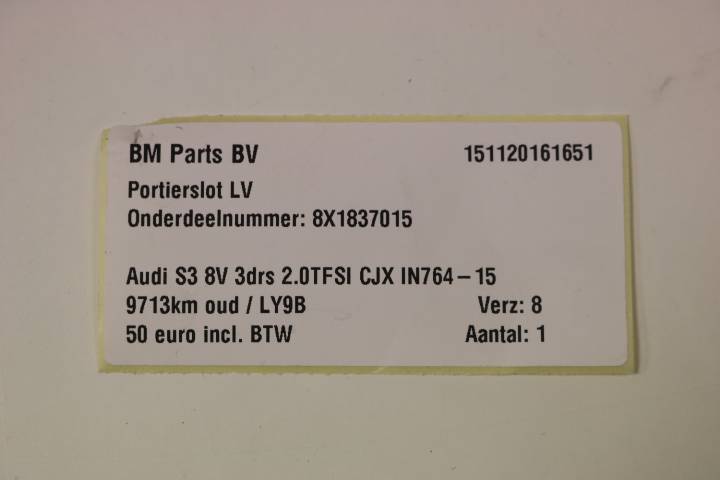 BM Parts BV 151120161651
Portierslot LV
Onderdeelnummer: 8X1837015
Audi S3 8V 3drs 2.0TFSI CJX IN764-15
9713km oud / LY9B Verz: 8
50 euro incl. BTW Aantal: 1